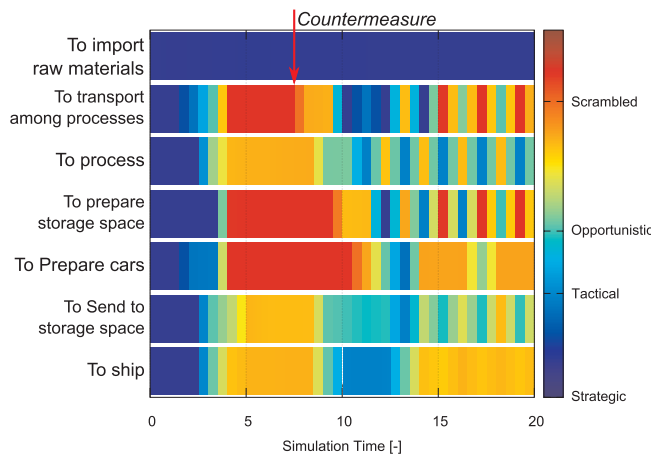 Countermeasure
To import
raw materials
To transport
among processes
To process
To prepare
storage space
To Prepare cars
To Send to
storage space
To ship
Scrambled
Opportunistic
Tactical
Strategic
0 5 10 15 20
Simulation Time [-]